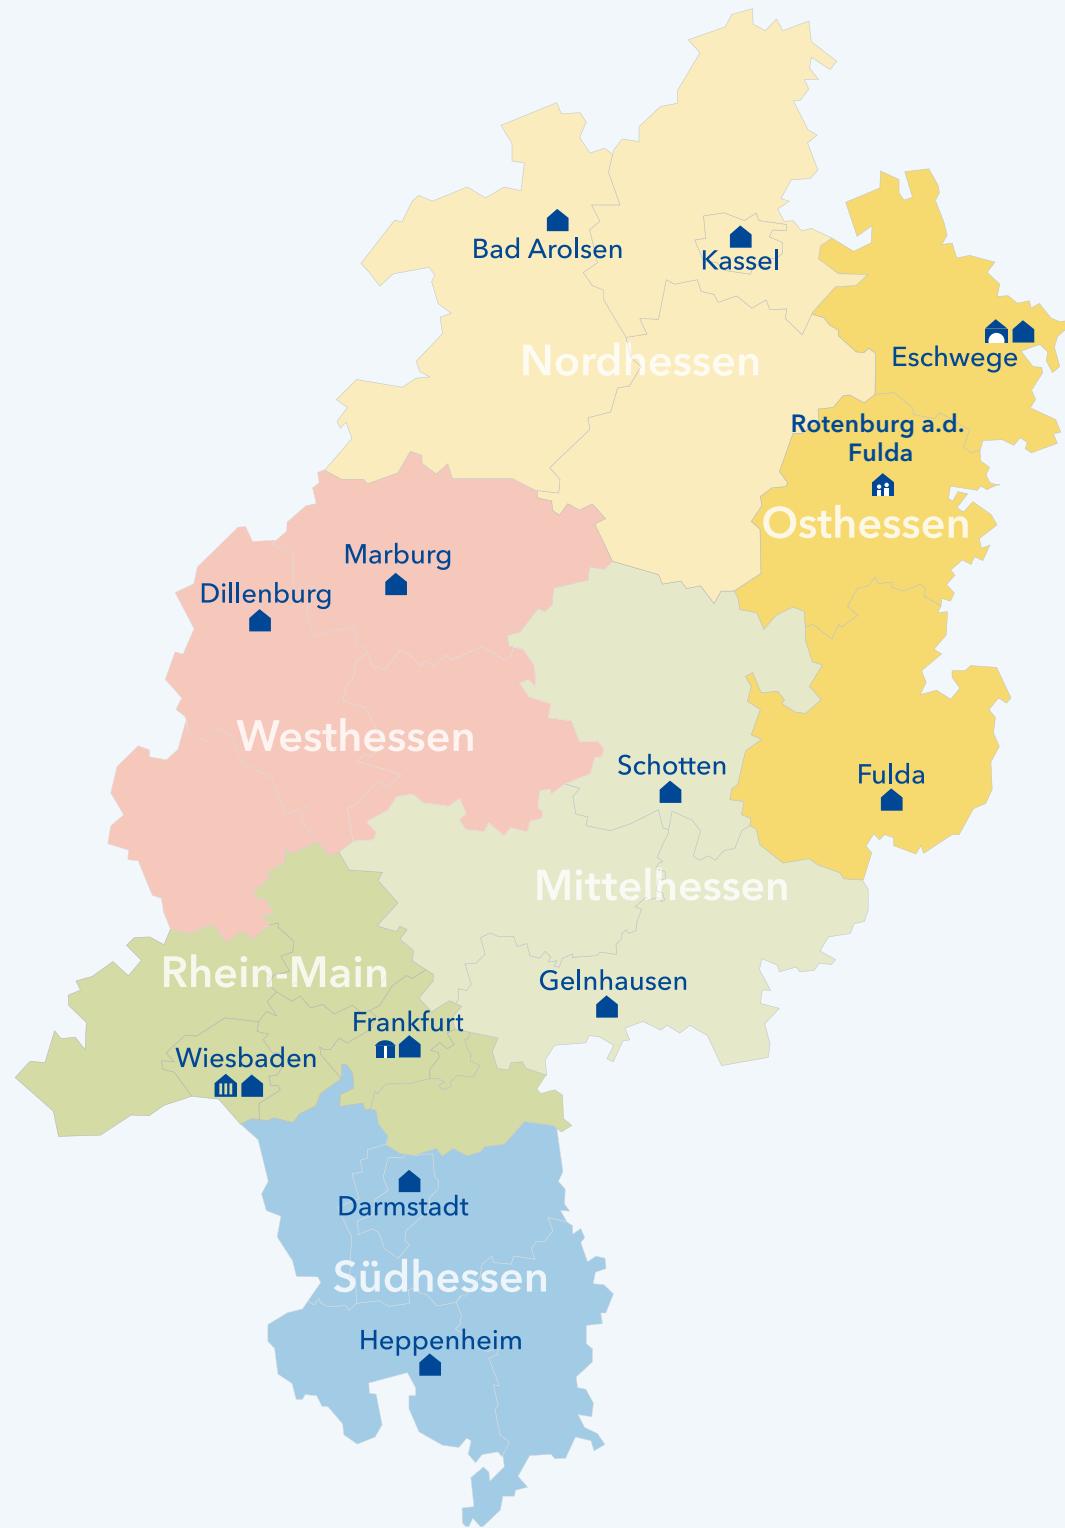 Bad Arolsen
Kassel
Nordhessen
Eschwege
Rotenburg a.d.
Fulda
Osthessen
Marburg
Dillenburg
Westhessen
Schotten
Fulda
Mittelhessen
Rhein-Main
Gelnhausen
Frankfurt
Wiesbaden
Darmstadt
Südhessen
Heppenheim